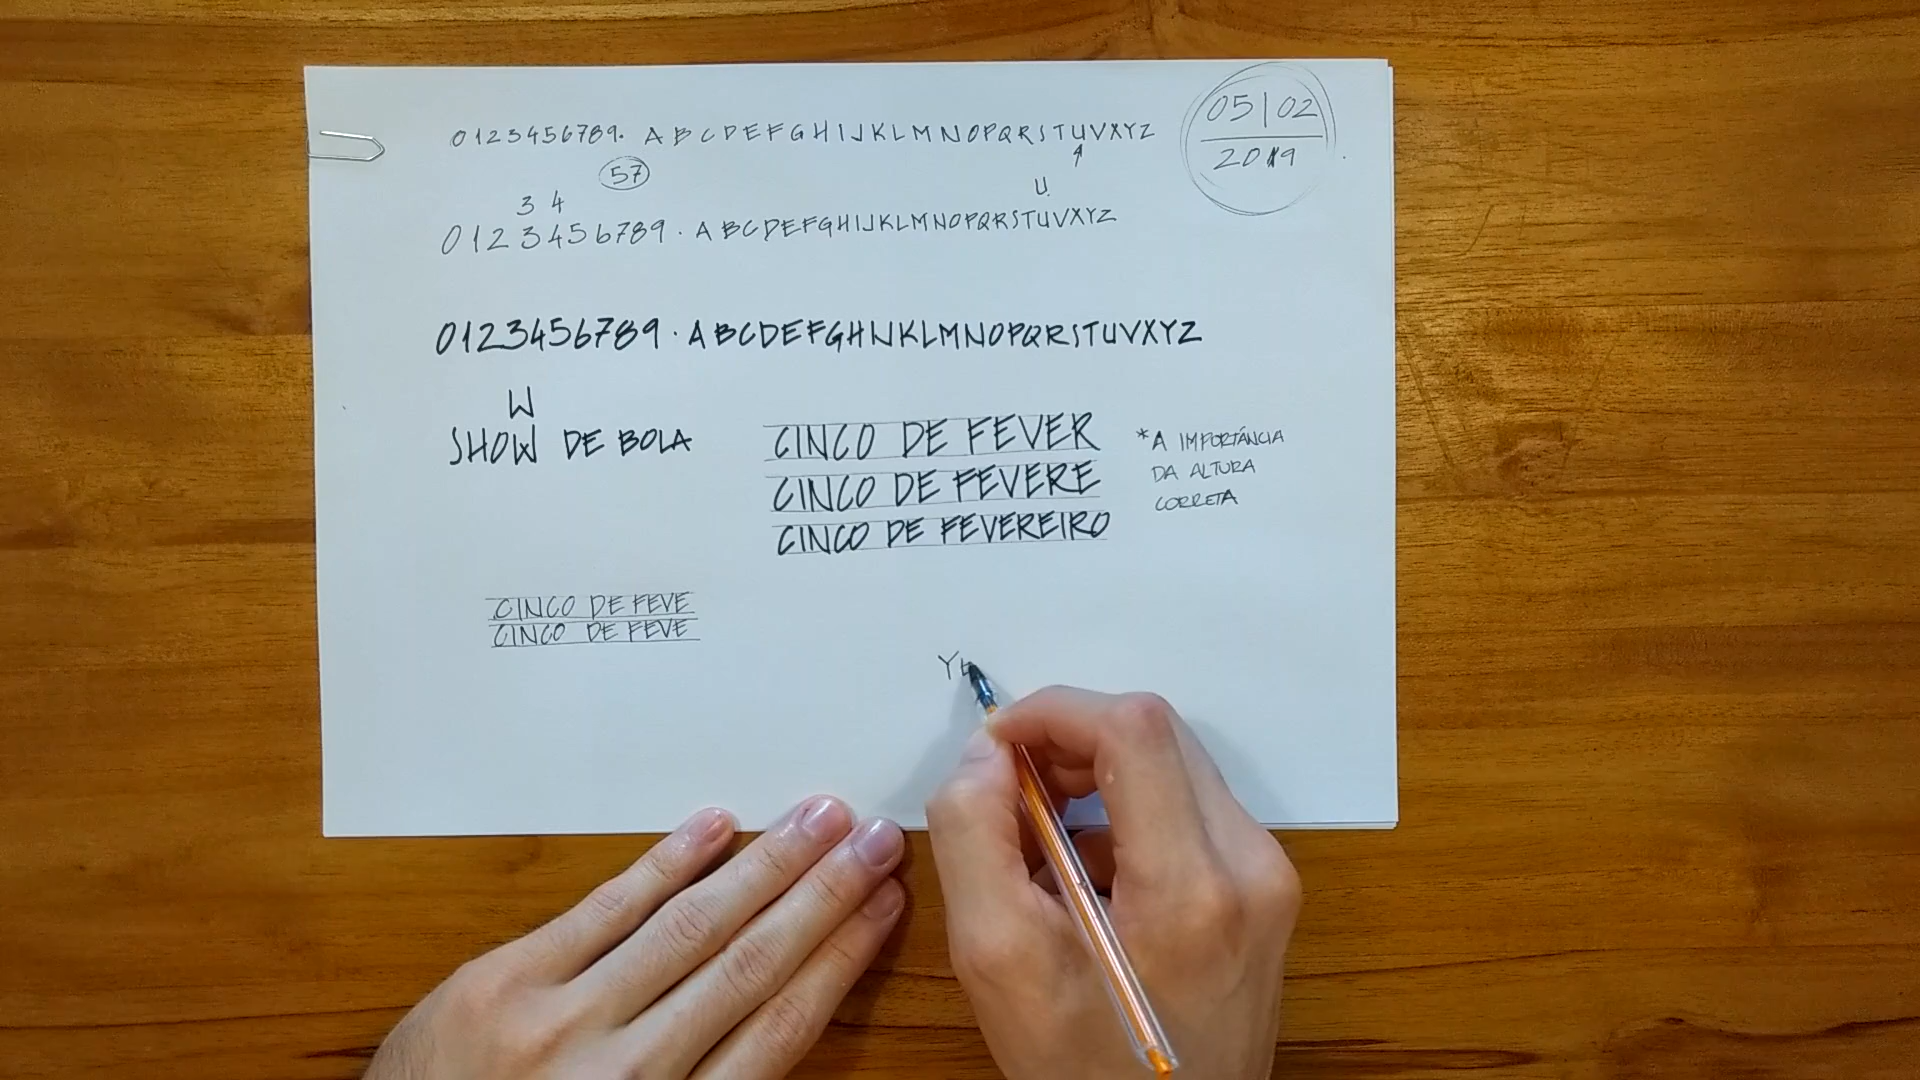 0123456789. ABCDEFGHIJKLMNOPQRSTUVXYZ
05|02
2019
57
3 4
U.
0123456789. ABCDEFGHIJKLMNOPQRSTUVXYZ
0123456789. ABCDEFGHIJKLMNOPQRSTUVXYZ
W
SHOW DE BOLA
CINCO DE FEVER
CINCO DE FEVERE
CINCO DE FEVEREIRO
*A IMPORTÂNCIA
DA ALTURA
CORRETA
CINCO DE FEVE
CINCO DE FEVE